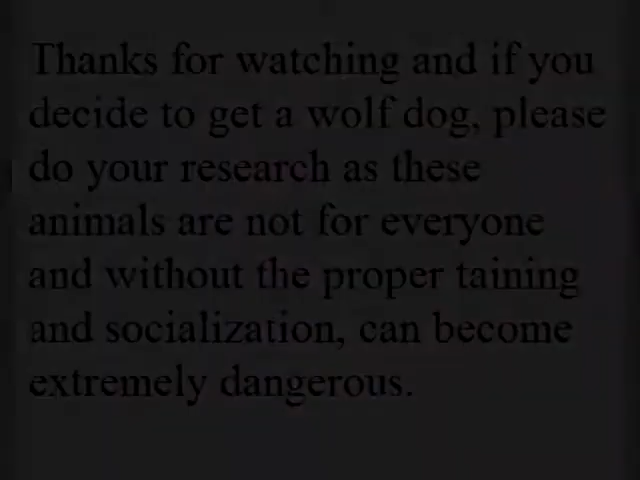 Thanks for watching and if you
decide to get a wolf dog, please
do your research as these
animals are not for everyone
and without the proper taining
and socialization, can become
extremely dangerous.